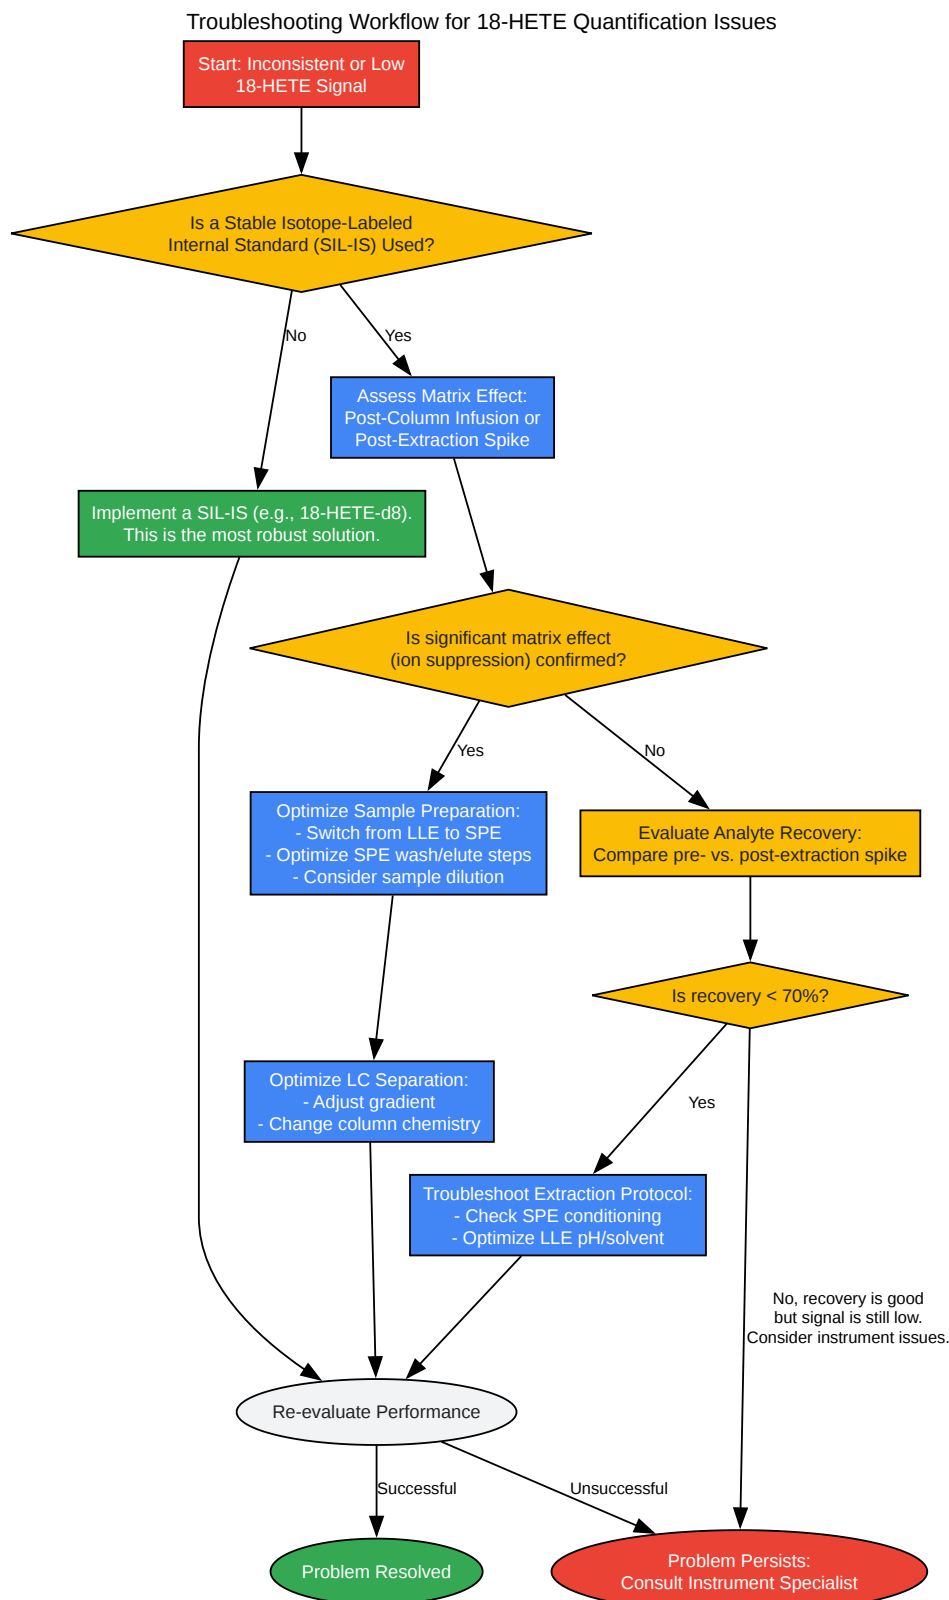 Troubleshooting Workflow for 18-HETE Quantification Issues
Start: Inconsistent or Low
18-HETE Signal
Is a Stable Isotope-Labeled
Internal Standard (SIL-IS) Used?
No
Yes
Assess Matrix Effect:
Post-Column Infusion or
Post-Extraction Spike
Implement a SIL-IS (e.g., 18-HETE-d8).
This is the most robust solution.
Is significant matrix effect
(ion suppression) confirmed?
Yes
No
Optimize Sample Preparation:
- Switch from LLE to SPE
- Optimize SPE wash/elute steps
- Consider sample dilution
Evaluate Analyte Recovery:
Compare pre- vs. post-extraction spike
Is recovery < 70%?
Optimize LC Separation:
- Adjust gradient
- Change column chemistry
Yes
Troubleshoot Extraction Protocol:
- Check SPE conditioning
- Optimize LLE pH/solvent
No, recovery is good
but signal is still low.
Consider instrument issues.
Re-evaluate Performance
Successful
Unsuccessful
Problem Resolved
Problem Persists:
Consult Instrument Specialist